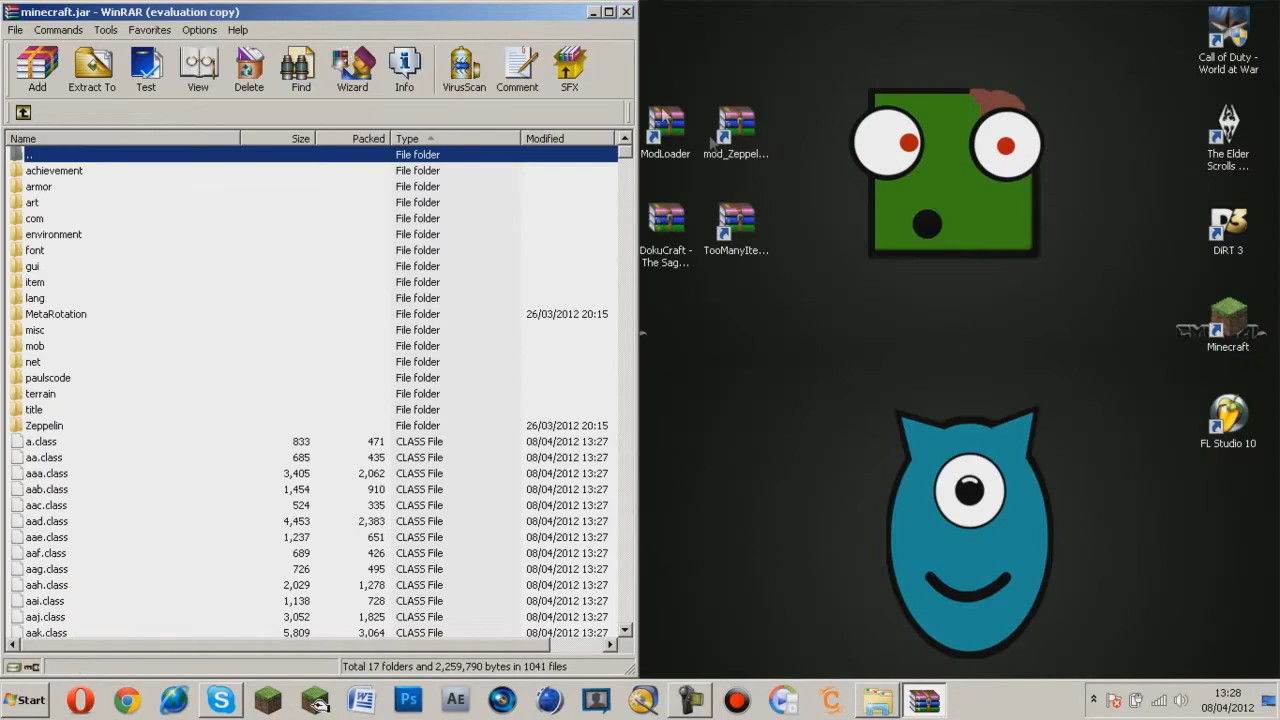 minecraft.jar - WinRAR (evaluation copy)
File Commands Tools Favorites Options Help
Add Extract To Test View Delete Find Wizard Info VirusScan Comment SFX
Name Size Packed Type Modified
.. File folder
achievement File folder
armor File folder
art File folder
com File folder
environment File folder
font File folder
gui File folder
item File folder
lang File folder
MetaRotation File folder 26/03/2012 20:15
misc File folder
mob File folder
net File folder
paulscode File folder
terrain File folder
title File folder
Zeppelin File folder 26/03/2012 20:15
a.class 833 471 CLASS File 08/04/2012 13:27
aa.class 685 435 CLASS File 08/04/2012 13:27
aaa.class 3,405 2,062 CLASS File 08/04/2012 13:27
aab.class 1,454 910 CLASS File 08/04/2012 13:27
aac.class 524 335 CLASS File 08/04/2012 13:27
aad.class 4,453 2,383 CLASS File 08/04/2012 13:27
aae.class 1,237 651 CLASS File 08/04/2012 13:27
aaf.class 689 426 CLASS File 08/04/2012 13:27
aag.class 726 495 CLASS File 08/04/2012 13:27
aah.class 2,029 1,278 CLASS File 08/04/2012 13:27
aai.class 1,138 728 CLASS File 08/04/2012 13:27
aaj.class 3,052 1,825 CLASS File 08/04/2012 13:27
aak.class 5,809 3,064 CLASS File 08/04/2012 13:27
Total 17 folders and 2,259,790 bytes in 1041 files
ModLoader
mod_Zeppel...
DokuCraft -
The Sag...
TooManyIte...
Call of Duty -
World at War
The Elder
Scrolls ...
DiRT 3
Minecraft
FL Studio 10
Start
Ps
Ae
13:28
08/04/2012